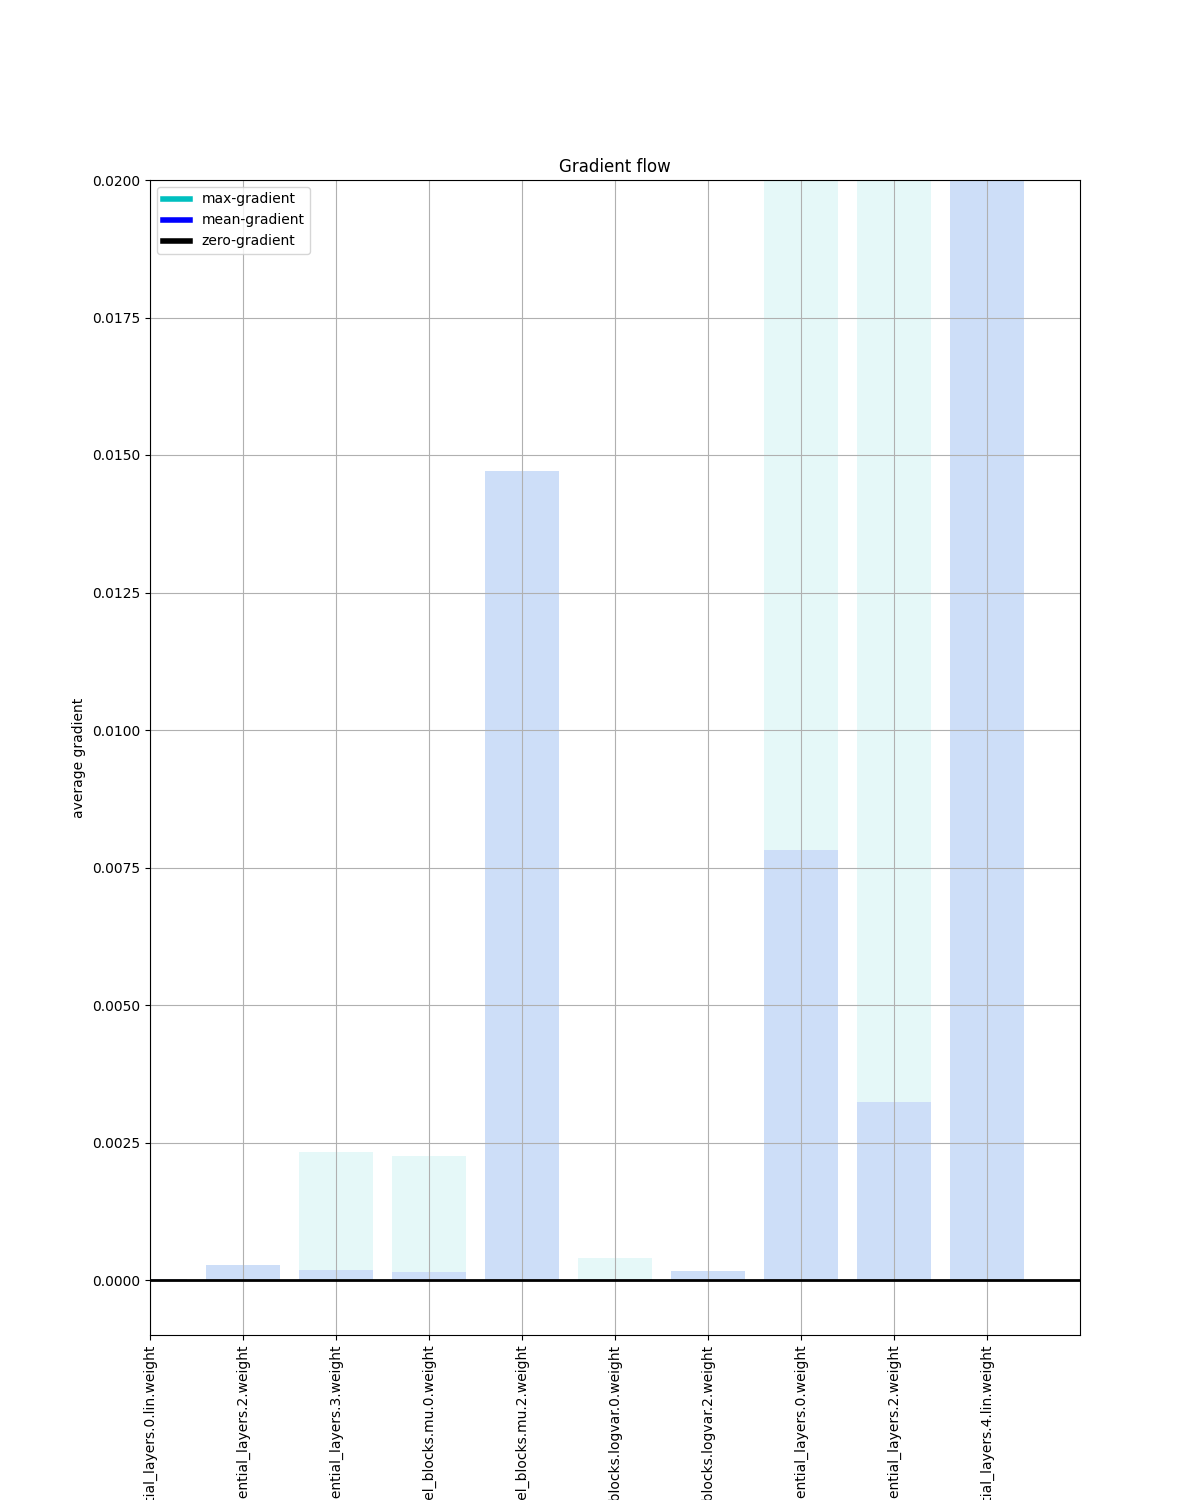 Gradient flow
max-gradient
mean-gradient
zero-gradient
0.0200
0.0175
0.0150
0.0125
0.0100
0.0075
0.0050
0.0025
0.0000
average gradient
tial_layers.0.lin.weight
ential_layers.2.weight
ential_layers.3.weight
el_blocks.mu.0.weight
el_blocks.mu.2.weight
blocks.logvar.0.weight
blocks.logvar.2.weight
ential_layers.0.weight
ential_layers.2.weight
tial_layers.4.lin.weight